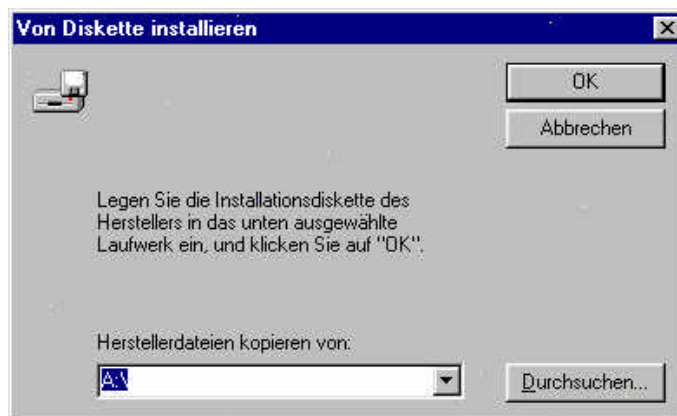 Von Diskette installieren
OK
Abbrechen
Legen Sie die Installationsdiskette des
Herstellers in das unten ausgewählte
Laufwerk ein, und klicken Sie auf "OK".
Herstellerdateien kopieren von:
A:\
Durchsuchen...